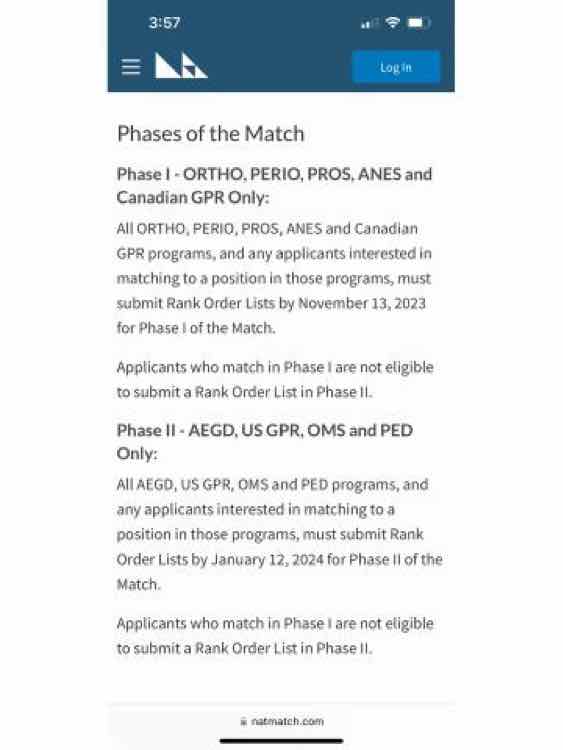 3:57
Log In
Phases of the Match
Phase I - ORTHO, PERIO, PROS, ANES and
Canadian GPR Only:
All ORTHO, PERIO, PROS, ANES and Canadian
GPR programs, and any applicants interested in
matching to a position in those programs, must
submit Rank Order Lists by November 13, 2023
for Phase I of the Match.
Applicants who match in Phase I are not eligible
to submit a Rank Order List in Phase II.
Phase II - AEGD, US GPR, OMS and PED
Only:
All AEGD, US GPR, OMS and PED programs, and
any applicants interested in matching to a
position in those programs, must submit Rank
Order Lists by January 12, 2024 for Phase II of the
Match.
Applicants who match in Phase I are not eligible
to submit a Rank Order List in Phase II.
natmatch.com